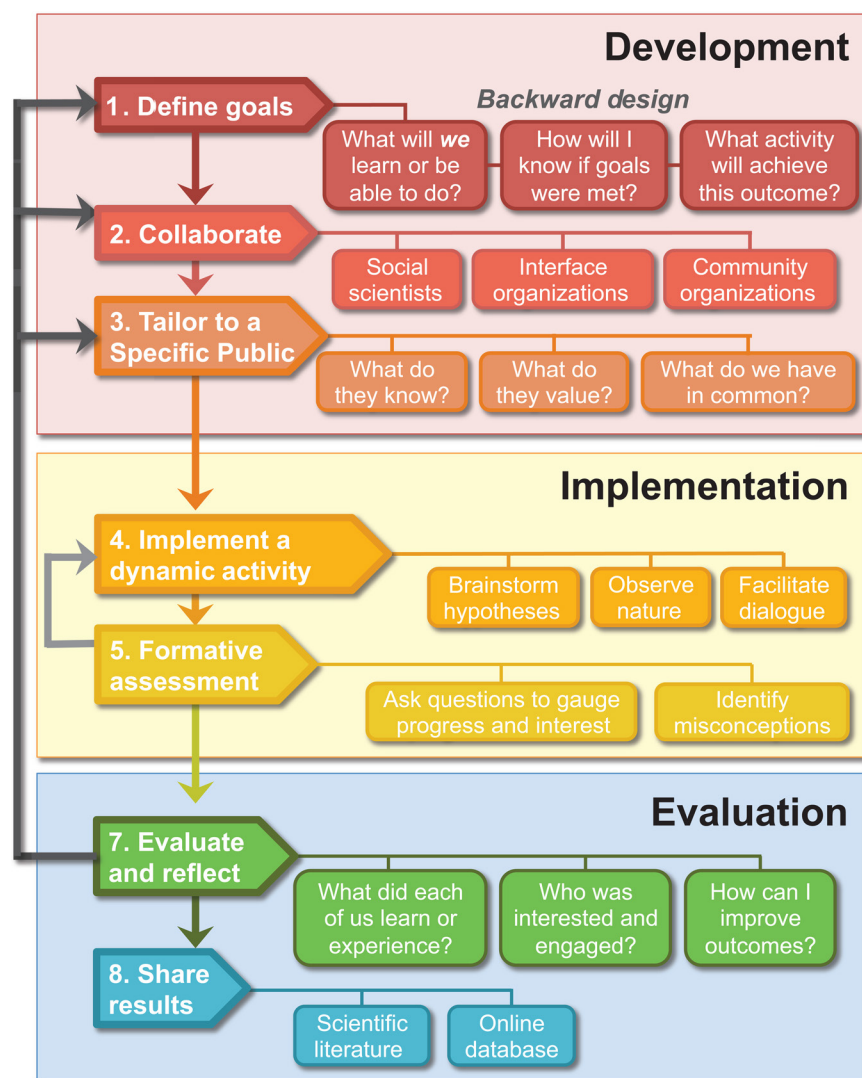 Development
1. Define goals
Backward design
What will we
learn or be
able to do?
How will I
know if goals
were met?
What activity
will achieve
this outcome?
2. Collaborate
Social
scientists
Interface
organizations
Community
organizations
3. Tailor to a
Specific Public
What do
they know?
What do
they value?
What do we have
in common?
Implementation
4. Implement a
dynamic activity
Brainstorm
hypotheses
Observe
nature
Facilitate
dialogue
5. Formative
assessment
Ask questions to gauge
progress and interest
Identify
misconceptions
Evaluation
7. Evaluate
and reflect
What did each
of us learn or
experience?
Who was
interested and
engaged?
How can I
improve
outcomes?
8. Share
results
Scientific
literature
Online
database